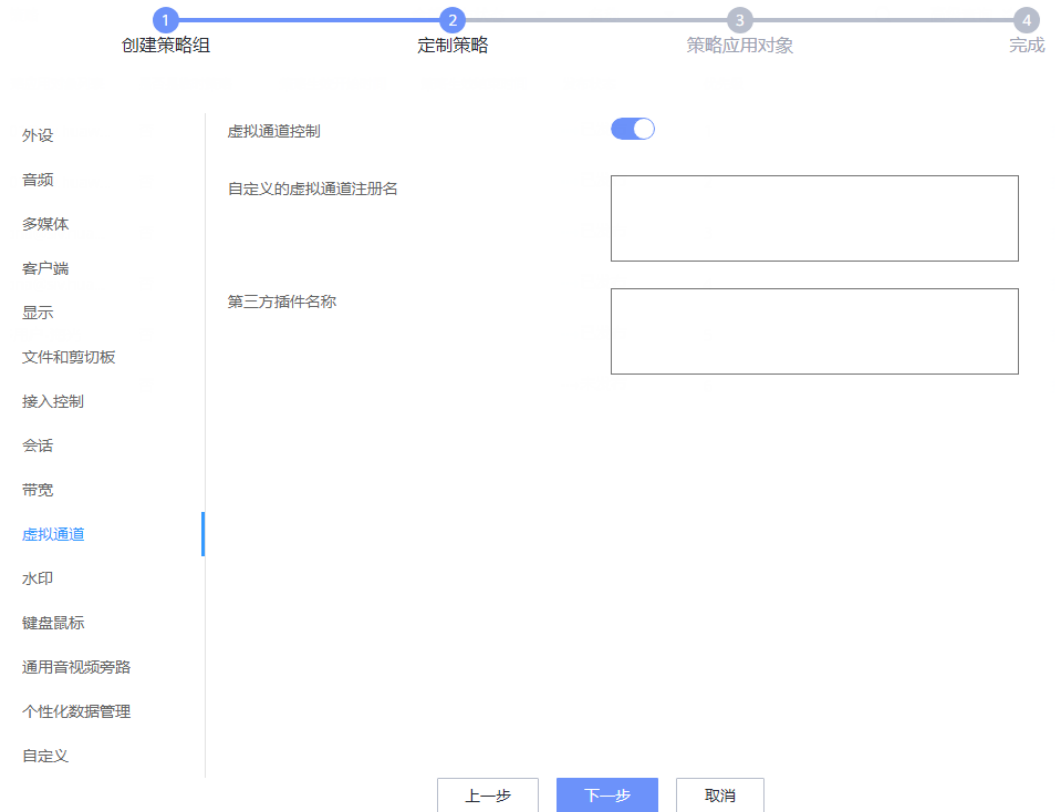 1 2 3 4
创建策略组 定制策略 策略应用对象 完成
外设
音频
多媒体
客户端
显示
文件和剪切板
接入控制
会话
带宽
虚拟通道
水印
键盘鼠标
通用音视频旁路
个性化数据管理
自定义
虚拟通道控制
自定义的虚拟通道注册名
第三方插件名称
上一步 下一步 取消